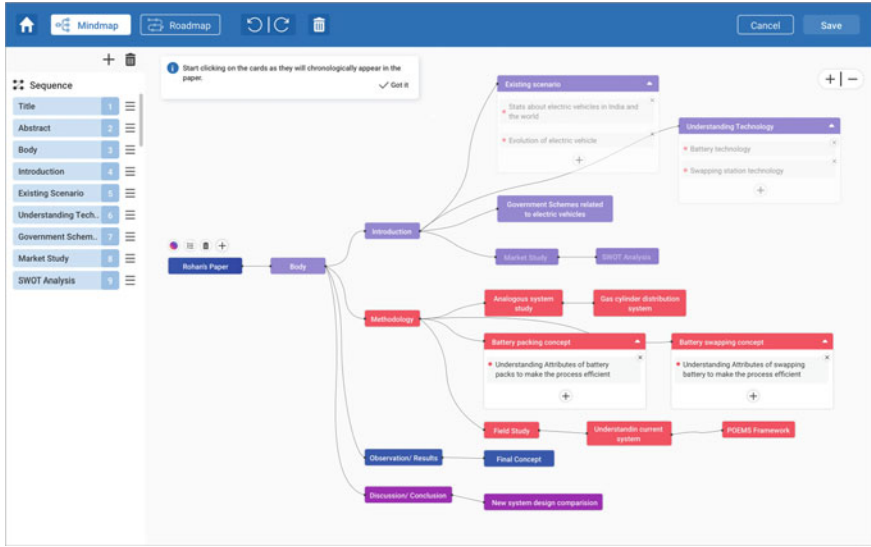 Mindmap
Roadmap
Cancel
Save
Sequence
Title 1
Abstract 2
Body 3
Introduction 4
Existing Scenario 5
Understanding Tech.. 6
Government Schem.. 7
Market Study 8
SWOT Analysis 9
Start clicking on the cards as they will chronologically appear in the
paper.
Got it
Existing scenario
Stats about electric vehicles in India and
the world
Evolution of electric vehicle
Understanding Technology
Battery technology
Swapping station technology
Government Schemes related
to electric vehicles
Introduction
Market Study
SWOT Analysis
Rohan's Paper
Body
Methodology
Analogous system
study
Gas cylinder distribution
system
Battery packing concept
Understanding Attributes of battery
packs to make the process efficient
Battery swapping concept
Understanding Attributes of swapping
battery to make the process efficient
Field Study
Understandin current
system
POEMS Framework
Observation/ Results
Final Concept
Discussion/ Conclusion
New system design comparision